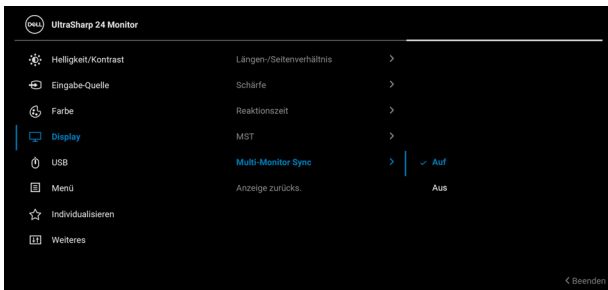 DELL UltraSharp 24 Monitor
Helligkeit/Kontrast Längen-/Seitenverhältnis
Eingabe-Quelle Schärfe
Farbe Reaktionszeit
Display MST
USB Multi-Monitor Sync Auf
Menü Anzeige zurücks. Aus
Individualisieren
Weiteres
Beenden